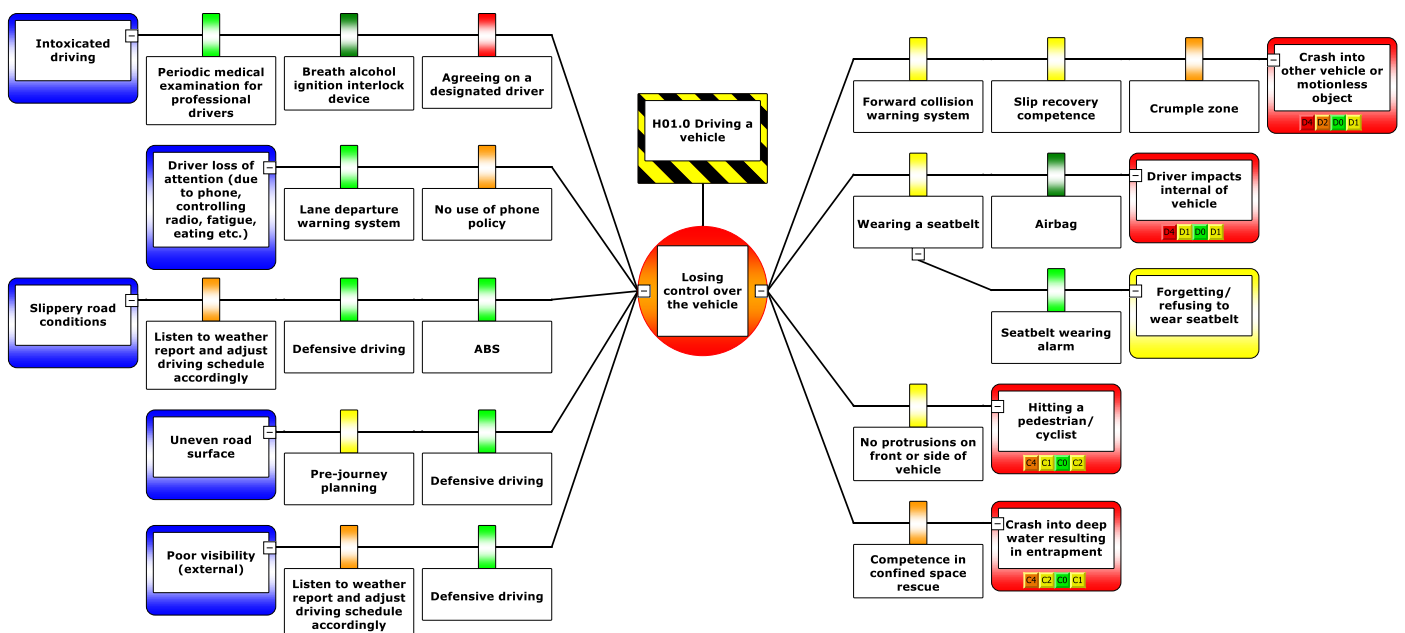 Intoxicated
driving
Periodic medical
examination for
professional
drivers
Breath alcohol
ignition interlock
device
Agreeing on a
designated driver
Driver loss of
attention (due
to phone,
controlling
radio, fatigue,
eating etc.)
Lane departure
warning system
No use of phone
policy
Slippery road
conditions
Listen to weather
report and adjust
driving schedule
accordingly
Defensive driving
ABS
Uneven road
surface
Pre-journey
planning
Defensive driving
Poor visibility
(external)
Listen to weather
report and adjust
driving schedule
accordingly
Defensive driving
H01.0 Driving a
vehicle
Losing
control over
the vehicle
Forward collision
warning system
Slip recovery
competence
Crumple zone
Crash into
other vehicle or
motionless
object
D4 D2 D0 D1
Wearing a seatbelt
Airbag
Driver impacts
internal of
vehicle
D4 D1 D0 D1
Seatbelt wearing
alarm
Forgetting/
refusing to
wear seatbelt
No protrusions on
front or side of
vehicle
Hitting a
pedestrian/
cyclist
C4 C1 C0 C2
Competence in
confined space
rescue
Crash into deep
water resulting
in entrapment
C4 C2 C0 C1